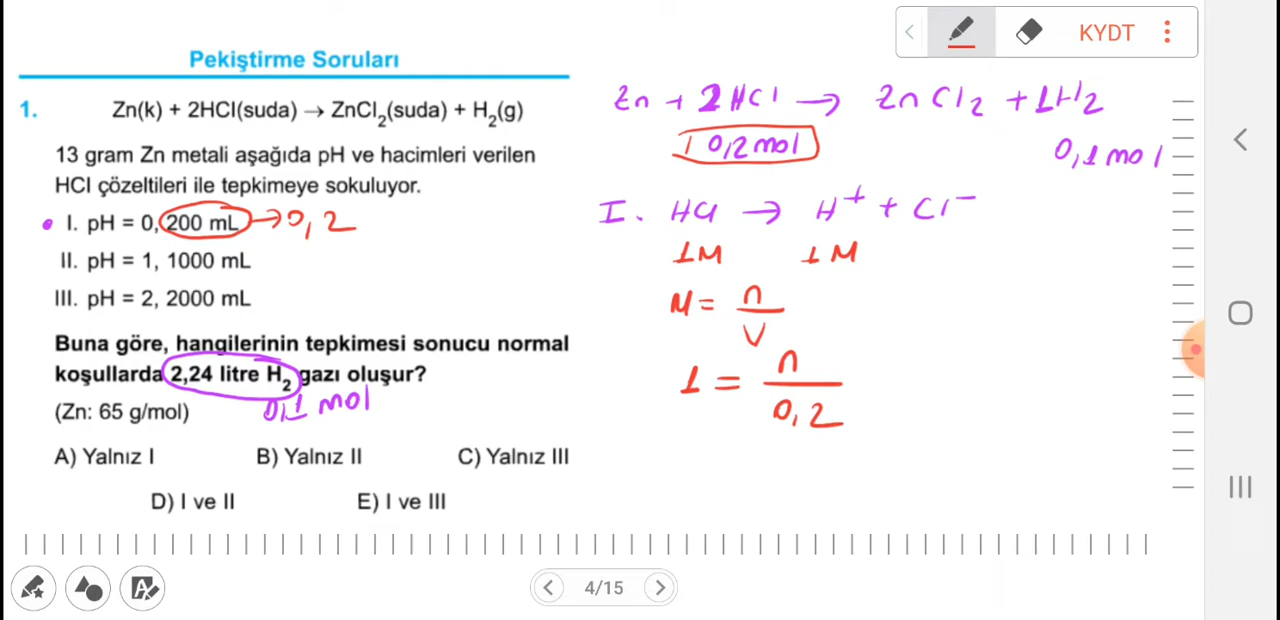 KYDT
Pekiştirme Soruları
1. Zn(k) + 2HCl(suda) → ZnCl₂(suda) + H₂(g)
13 gram Zn metali aşağıda pH ve hacimleri verilen
HCl çözeltileri ile tepkimeye sokuluyor.
I. pH = 0, 200 mL → 0,2
II. pH = 1, 1000 mL
III. pH = 2, 2000 mL
Buna göre, hangilerinin tepkimesi sonucu normal
koşullarda 2,24 litre H₂ gazı oluşur?
0,1 mol
(Zn: 65 g/mol)
A) Yalnız I B) Yalnız II C) Yalnız III
D) I ve II E) I ve III
Zn + 2HCl → ZnCl2 + 1H2
0,2 mol 0,1 mol
I. HCl → H⁺ + Cl⁻
1M 1M
M = n/V
1 = n/0,2
4/15